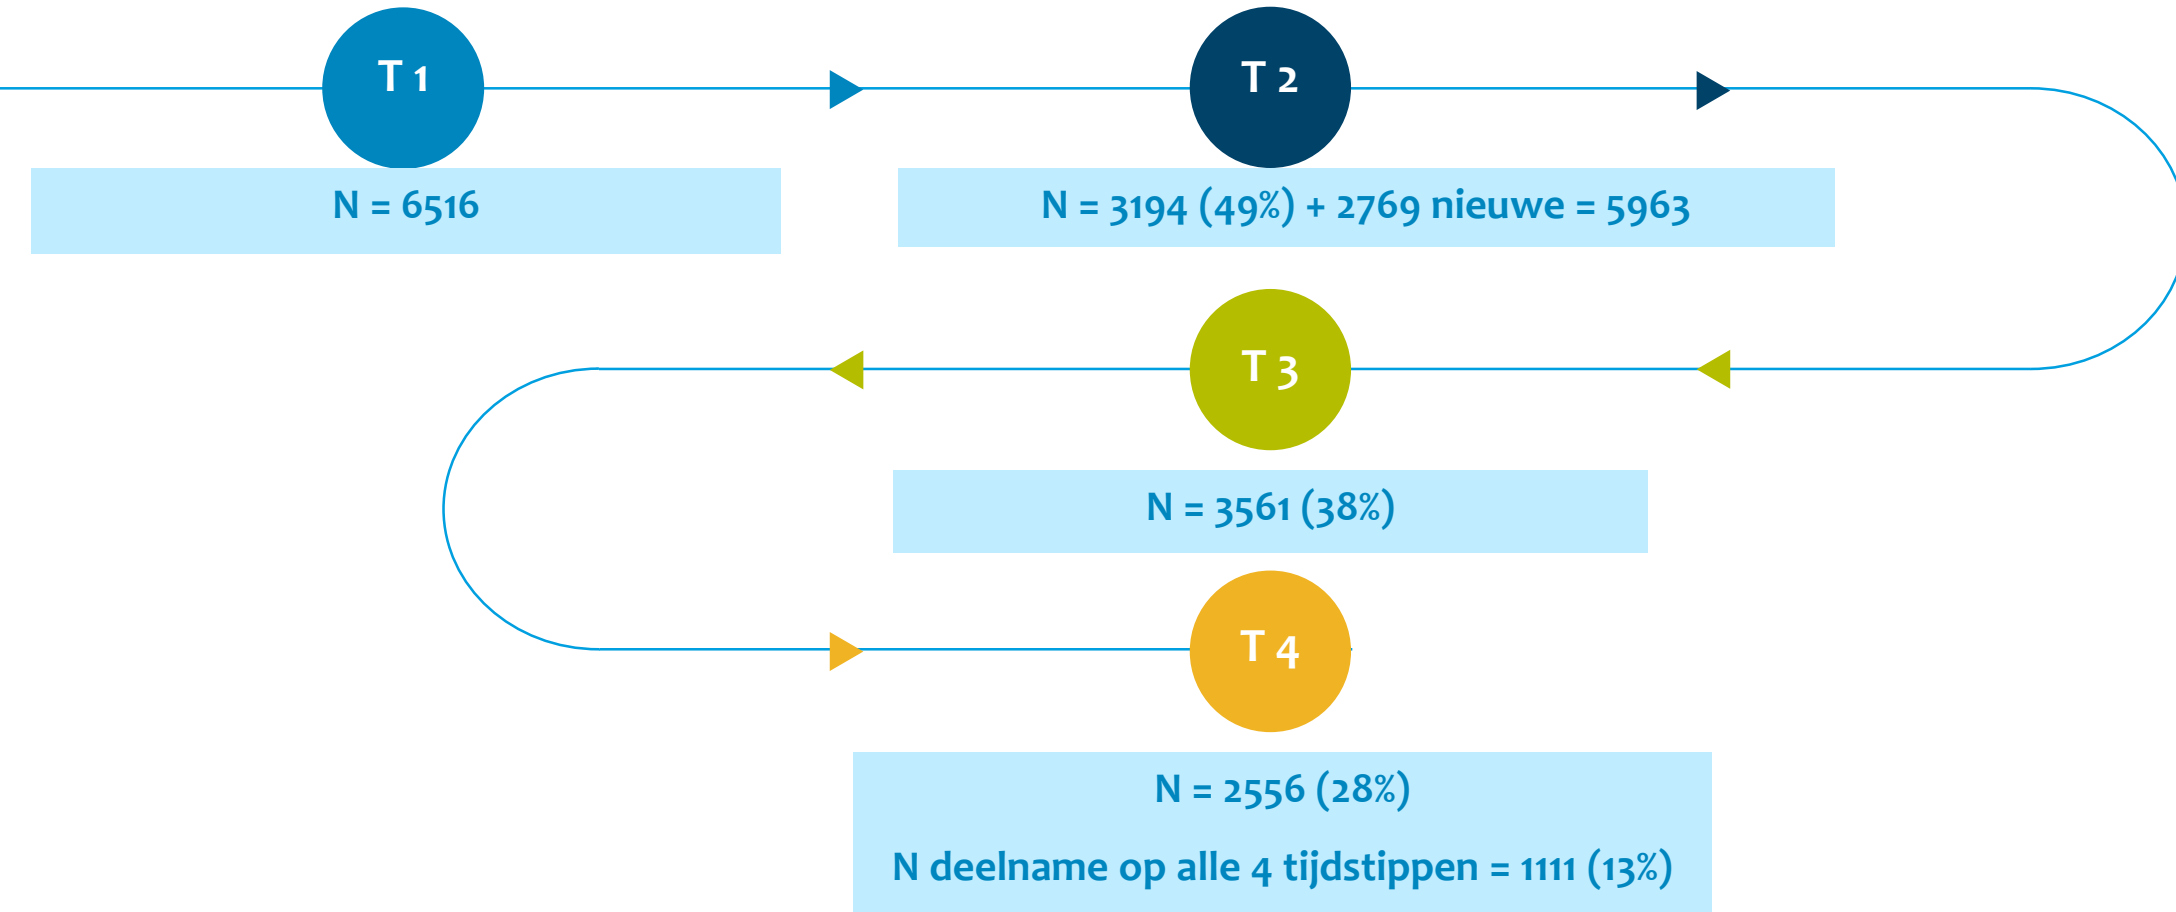 T 1
T 2
N = 6516
N = 3194 (49%) + 2769 nieuwe = 5963
T 3
N = 3561 (38%)
T 4
N = 2556 (28%)
N deelname op alle 4 tijdstippen = 1111 (13%)